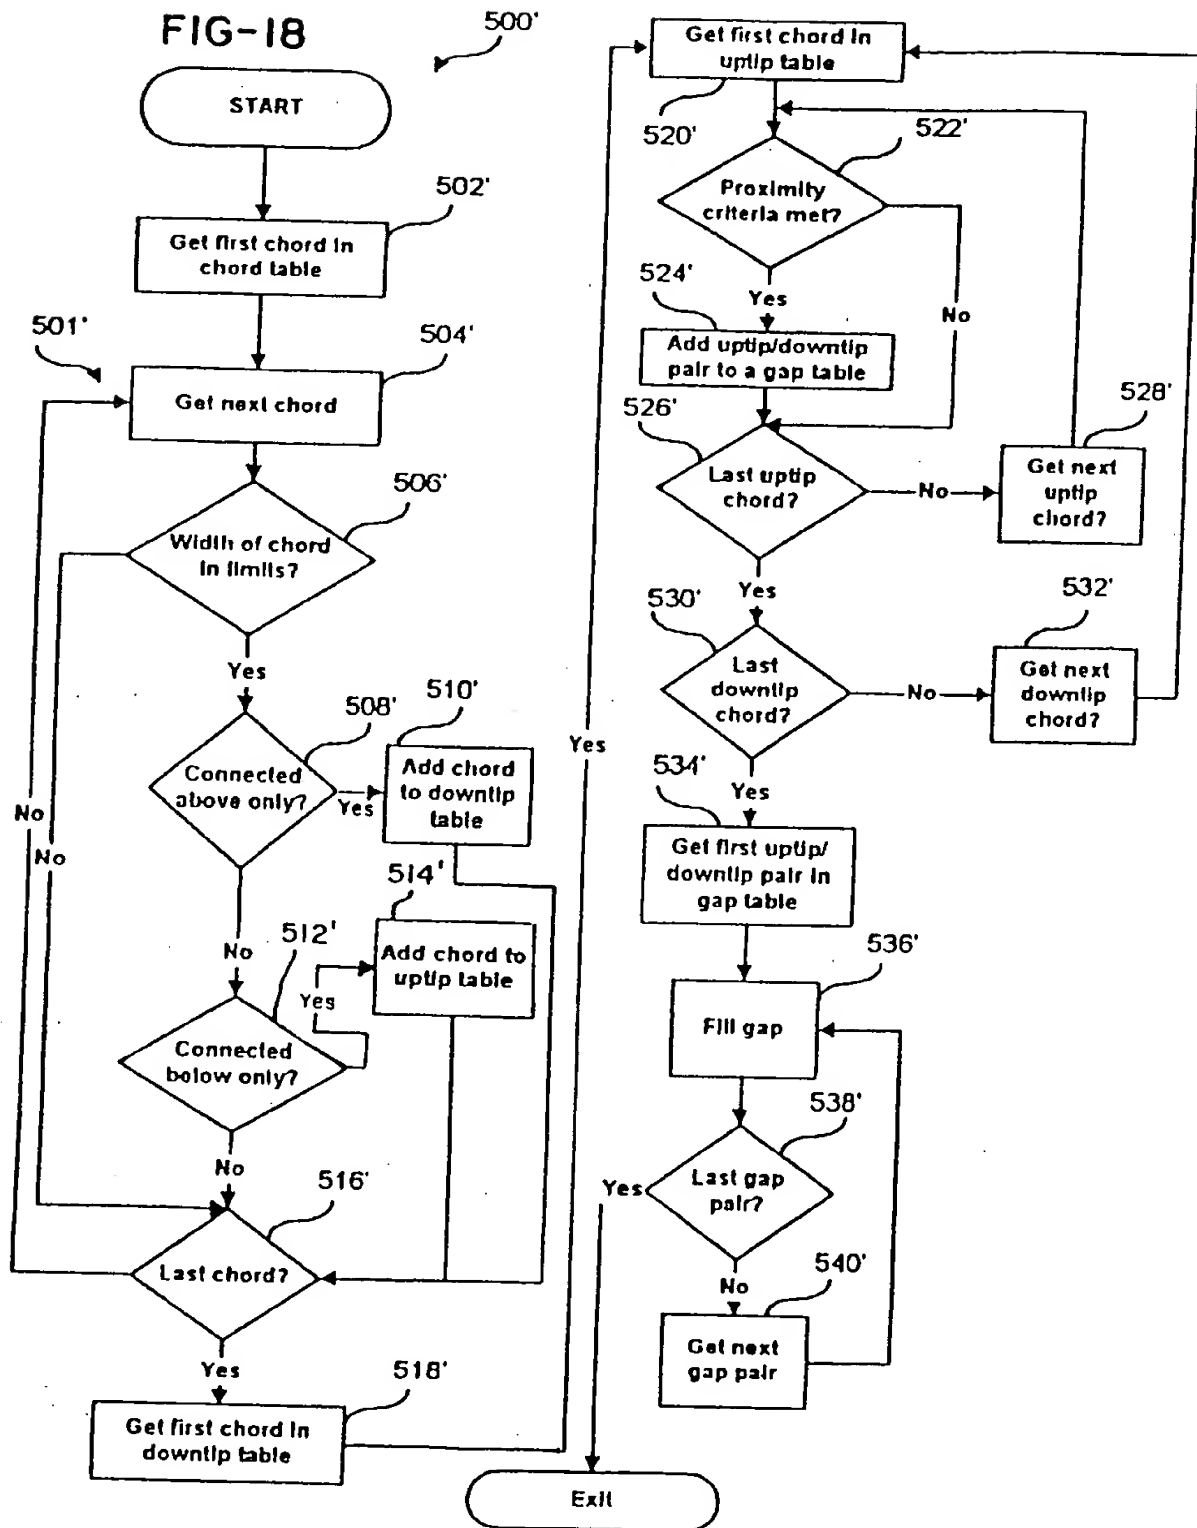 FIG-18
500'
START
502'
Get first chord in
chord table
501'
504'
Get next chord
506'
Width of chord
in limits?
Yes
508'
Connected
above only?
Yes
510'
Add chord
to downtip
table
No
No
No
512'
514'
Add chord to
uptip table
Yes
Connected
below only?
No
516'
Last chord?
Yes
518'
Get first chord in
downtip table
Yes
Get first chord in
uptip table
520'
522'
Proximity
criteria met?
524'
Yes
No
Add uptip/downtip
pair to a gap table
526'
Last uptip
chord?
No
528'
Get next
uptip
chord?
Yes
530'
Last
downtip
chord?
No
532'
Get next
downtip
chord?
534'
Yes
Get first uptip/
downtip pair in
gap table
536'
Fill gap
538'
Last gap
pair?
Yes
No
540'
Get next
gap pair
Exit